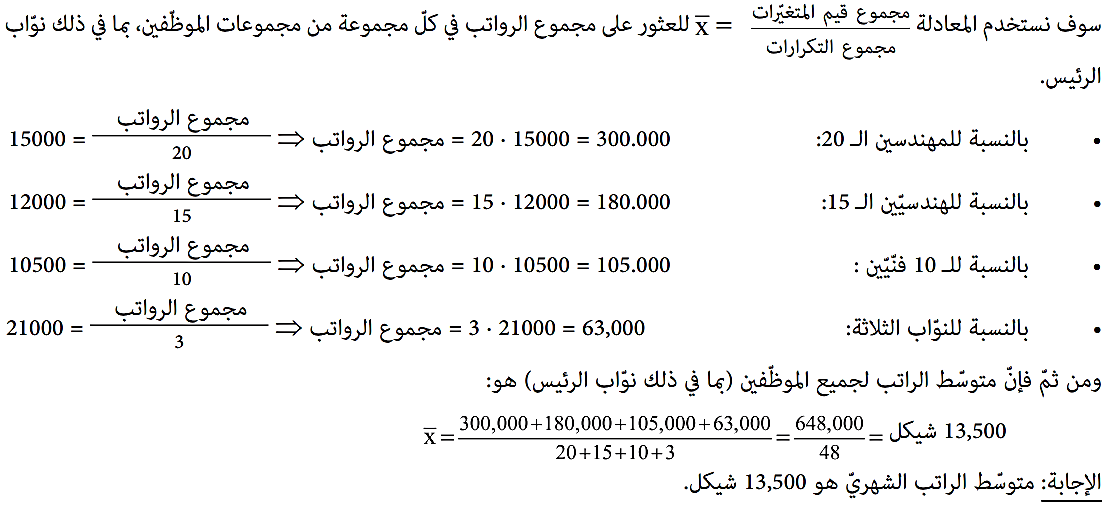 سوف نستخدم المعادلة x̅ = مجموع قيم المتغيّرات / مجموع التكرارات للعثور على مجموع الرواتب في كلّ مجموعة من مجموعات الموظّفين، بما في ذلك نوّاب
الرئيس.
• بالنسبة للمهندسين الـ 20: 15000 = مجموع الرواتب / 20 ⇒ مجموع الرواتب = 20 · 15000 = 300.000
• بالنسبة للهندسيّين الـ 15: 12000 = مجموع الرواتب / 15 ⇒ مجموع الرواتب = 15 · 12000 = 180.000
• بالنسبة للـ 10 فنّيّين : 10500 = مجموع الرواتب / 10 ⇒ مجموع الرواتب = 10 · 10500 = 105.000
• بالنسبة للنوّاب الثلاثة: 21000 = مجموع الرواتب / 3 ⇒ مجموع الرواتب = 3 · 21000 = 63,000
ومن ثمّ فإنّ متوسّط الراتب لجميع الموظّفين (بما في ذلك نوّاب الرئيس) هو:
x̅ = 300,000+180,000+105,000+63,000 / 20+15+10+3 = 648,000 / 48 = 13,500 شيكل
الإجابة: متوسّط الراتب الشهريّ هو 13,500 شيكل.